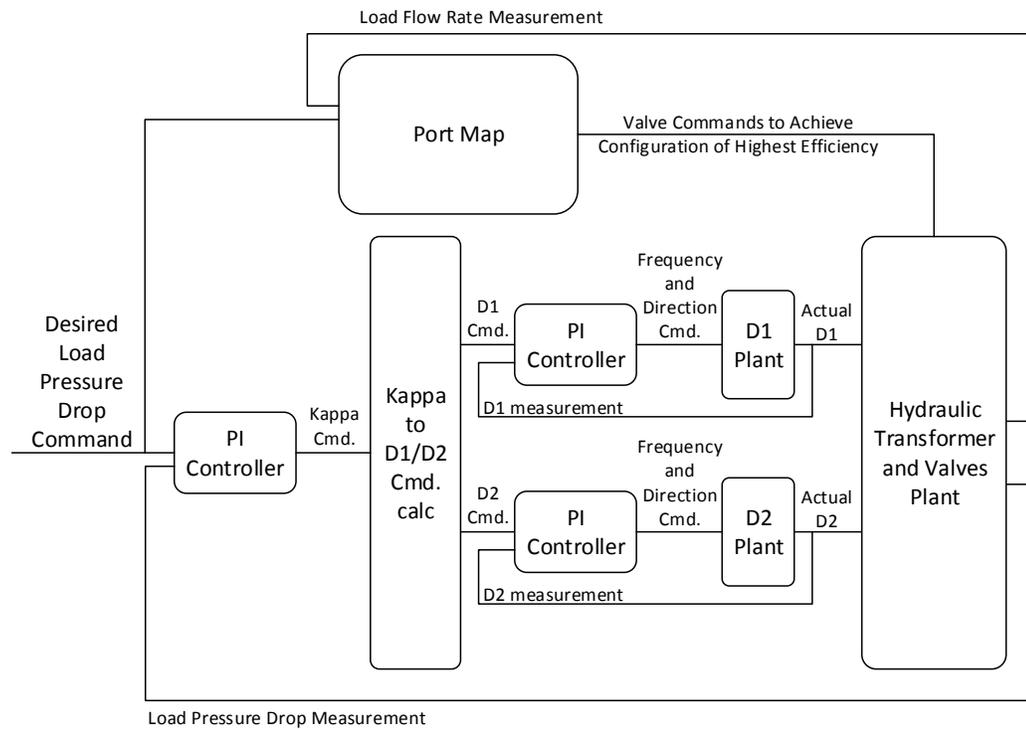 Load Flow Rate Measurement
Port Map
Valve Commands to Achieve
Configuration of Highest Efficiency
Desired
Load
Pressure
Drop
Command
PI
Controller
Kappa
Cmd.
Kappa
to
D1/D2
Cmd.
calc
D1
Cmd.
PI
Controller
Frequency
and
Direction
Cmd.
D1
Plant
Actual
D1
D1 measurement
D2
Cmd.
PI
Controller
Frequency
and
Direction
Cmd.
D2
Plant
Actual
D2
D2 measurement
Hydraulic
Transformer
and Valves
Plant
Load Pressure Drop Measurement